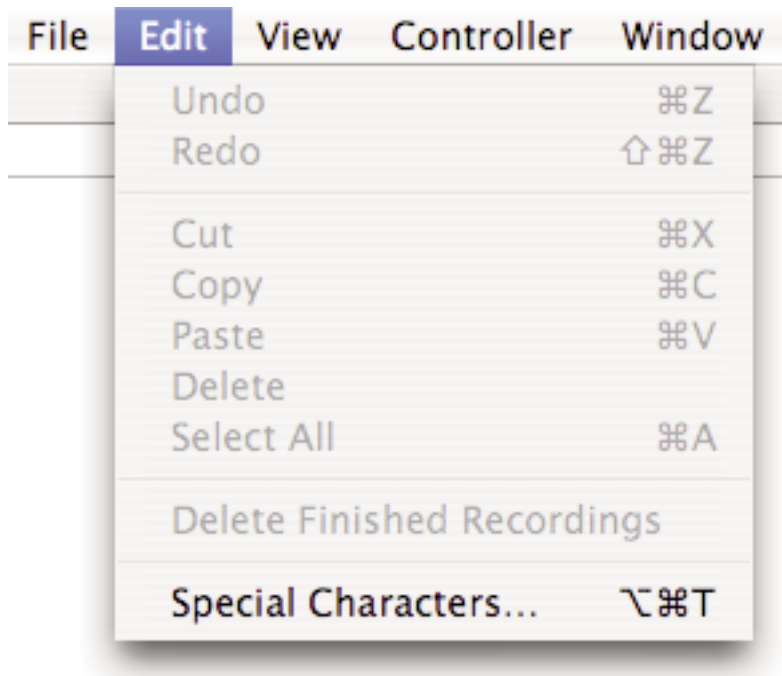 File Edit View Controller Window
Undo ⌘Z
Redo ⇧⌘Z
Cut ⌘X
Copy ⌘C
Paste ⌘V
Delete
Select All ⌘A
Delete Finished Recordings
Special Characters... ⌥⌘T